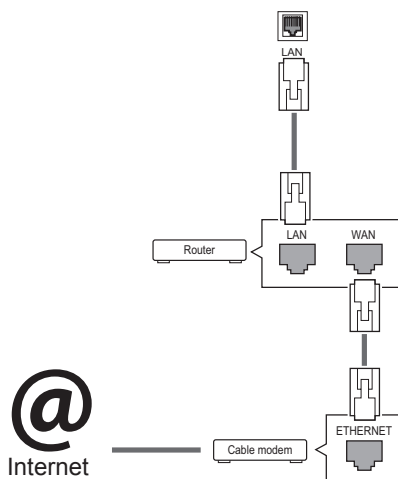 LAN
LAN WAN
Router
ETHERNET
Cable modem
@
Internet